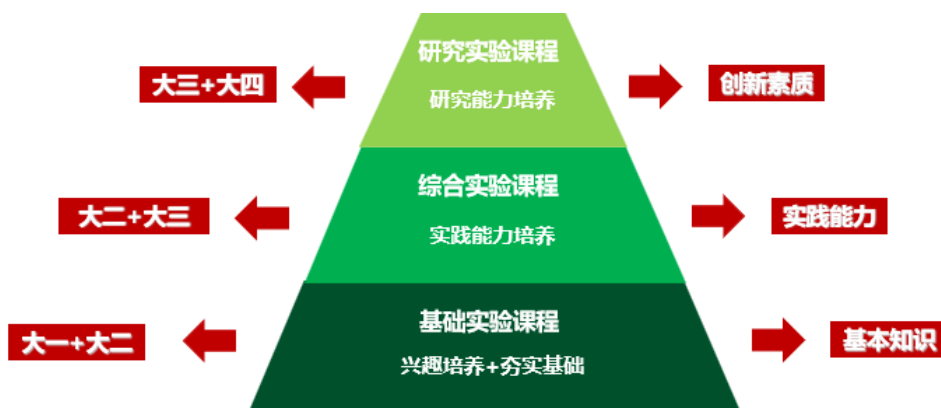 研究实验课程
大三+大四
研究能力培养
创新素质
综合实验课程
大二+大三
实践能力培养
实践能力
基础实验课程
大一+大二
兴趣培养+夯实基础
基本知识